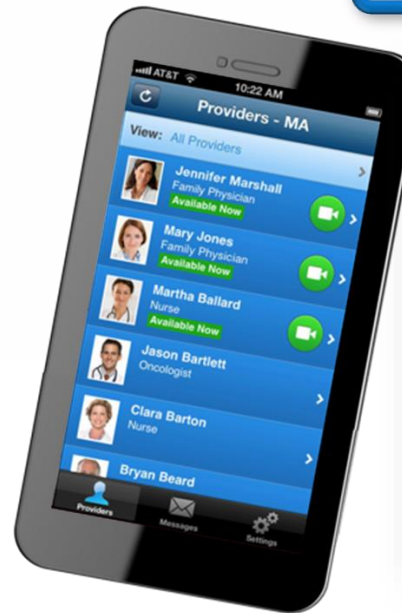 AT&T
10:22 AM
Providers - MA
View: All Providers
Jennifer Marshall
Family Physician
Available Now
Mary Jones
Family Physician
Available Now
Martha Ballard
Nurse
Available Now
Jason Bartlett
Oncologist
Clara Barton
Nurse
Bryan Beard
Providers
Messages
Settings